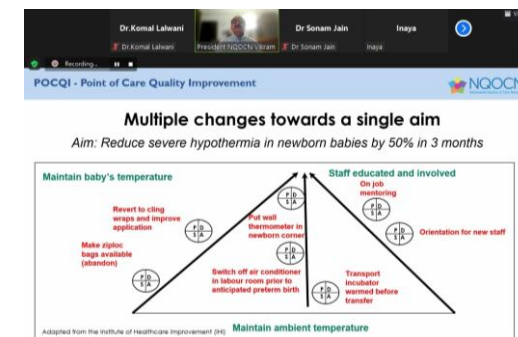 Dr.Komal Lalwani
Dr Sonam Jain
Inaya
Dr.Komal Lalwani
President NQOCN Vikram
Dr Sonam Jain
Inaya
Recording...
POCQI - Point of Care Quality Improvement
NQOCN
Multiple changes towards a single aim
Aim: Reduce severe hypothermia in newborn babies by 50% in 3 months
Maintain baby's temperature
Staff educated and involved
On job
mentoring
Revert to cling
wraps and improve
application
Put wall
thermometer in
newborn corner
Orientation for new staff
Make ziploc
bags available
(abandon)
Switch off air conditioner
in labour room prior to
anticipated preterm birth
Transport
incubator
warmed before
transfer
P D
S A
P D
S A
P D
S A
P D
S A
P D
S A
P D
S A
P D
S A
Maintain ambient temperature
Adapted from the Institute of Healthcare Improvement (IHI)